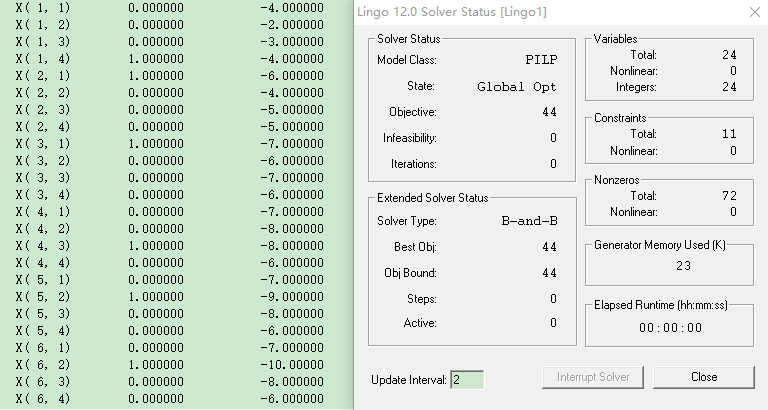 X( 1, 1) 0.000000 -4.000000
X( 1, 2) 0.000000 -2.000000
X( 1, 3) 0.000000 -3.000000
X( 1, 4) 1.000000 -4.000000
X( 2, 1) 1.000000 -6.000000
X( 2, 2) 0.000000 -4.000000
X( 2, 3) 0.000000 -5.000000
X( 2, 4) 0.000000 -5.000000
X( 3, 1) 1.000000 -7.000000
X( 3, 2) 0.000000 -6.000000
X( 3, 3) 0.000000 -7.000000
X( 3, 4) 0.000000 -6.000000
X( 4, 1) 0.000000 -7.000000
X( 4, 2) 0.000000 -8.000000
X( 4, 3) 1.000000 -8.000000
X( 4, 4) 0.000000 -6.000000
X( 5, 1) 0.000000 -7.000000
X( 5, 2) 1.000000 -9.000000
X( 5, 3) 0.000000 -8.000000
X( 5, 4) 0.000000 -6.000000
X( 6, 1) 0.000000 -7.000000
X( 6, 2) 1.000000 -10.00000
X( 6, 3) 0.000000 -8.000000
X( 6, 4) 0.000000 -6.000000
Lingo 12.0 Solver Status [Lingo1]
Solver Status
Model Class: PILP
State: Global Opt
Objective: 44
Infeasibility: 0
Iterations: 0
Extended Solver Status
Solver Type: B-and-B
Best Obj: 44
Obj Bound: 44
Steps: 0
Active: 0
Variables
Total: 24
Nonlinear: 0
Integers: 24
Constraints
Total: 11
Nonlinear: 0
Nonzeros
Total: 72
Nonlinear: 0
Generator Memory Used (K)
23
Elapsed Runtime (hh:mm:ss)
00:00:00
Update Interval: 2
Interrupt Solver
Close